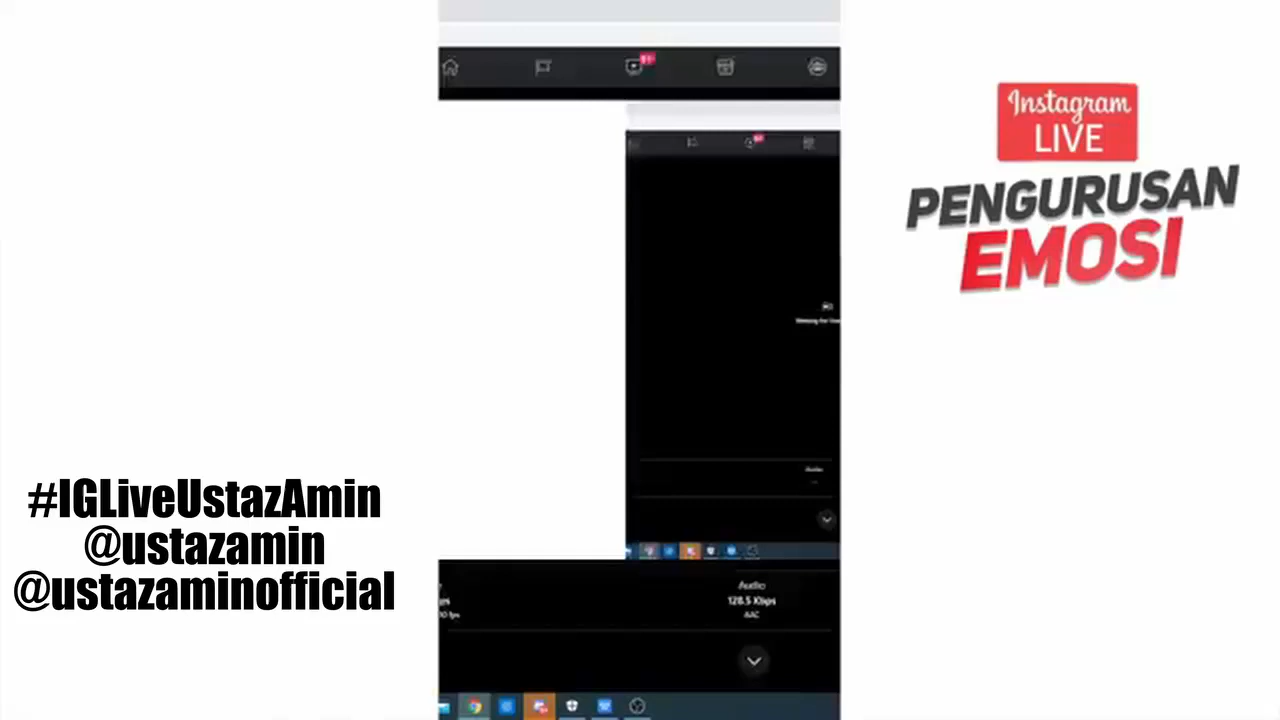 Instagram
LIVE
PENGURUSAN
EMOSI
#IGLiveUstazAmin
@ustazamin
@ustazaminofficial
Audio
128.5 Kbps
AAC